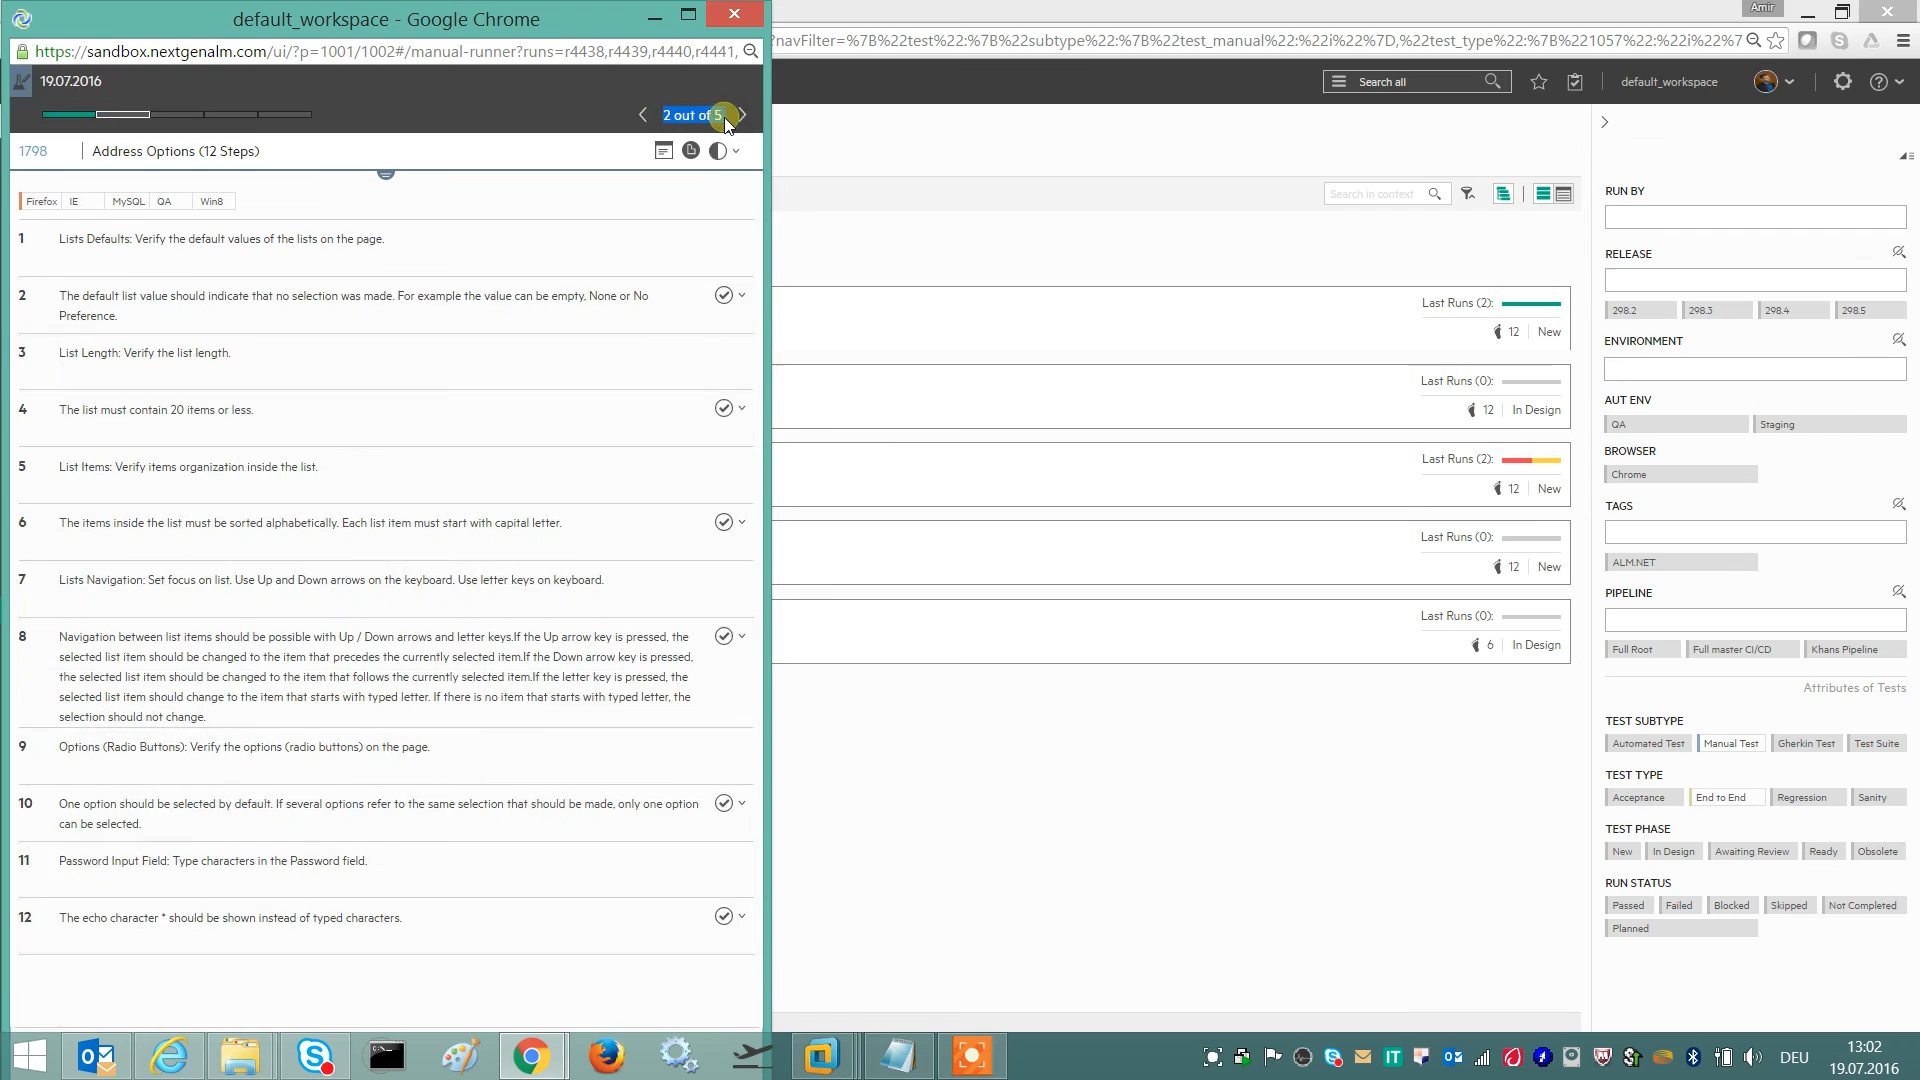 default_workspace - Google Chrome
https://sandbox.nextgenalm.com/ui/?p=1001/1002#/manual-runner?runs=r4438,r4439,r4440,r4441,
19.07.2016
2 out of 5
1798
Address Options (12 Steps)
Firefox IE MySQL QA Win8
1 Lists Defaults: Verify the default values of the lists on the page.
2 The default list value should indicate that no selection was made. For example the value can be empty, None or No
Preference.
3 List Length: Verify the list length.
4 The list must contain 20 items or less.
5 List Items: Verify items organization inside the list.
6 The items inside the list must be sorted alphabetically. Each list item must start with capital letter.
7 Lists Navigation: Set focus on list. Use Up and Down arrows on the keyboard. Use letter keys on keyboard.
8 Navigation between list items should be possible with Up / Down arrows and letter keys.If the Up arrow key is pressed, the
selected list item should be changed to the item that precedes the currently selected item.If the Down arrow key is pressed,
the selected list item should be changed to the item that follows the currently selected item.If the letter key is pressed, the
selected list item should change to the item that starts with typed letter. If there is no item that starts with typed letter, the
selection should not change.
9 Options (Radio Buttons): Verify the options (radio buttons) on the page.
10 One option should be selected by default. If several options refer to the same selection that should be made, only one option
can be selected.
11 Password Input Field: Type characters in the Password field.
12 The echo character * should be shown instead of typed characters.
Amir
?navFilter=%7B%22test%22:%7B%22subtype%22:%7B%22test_manual%22:%22i%22%7D,%22test_type%22:%7B%221057%22:%22i%22%7
Search all
default_workspace
Search in context
Last Runs (2):
12 New
Last Runs (0):
12 In Design
Last Runs (2):
12 New
Last Runs (0):
12 New
Last Runs (0):
6 In Design
RUN BY
RELEASE
298.2 298.3 298.4 298.5
ENVIRONMENT
AUT ENV
QA Staging
BROWSER
Chrome
TAGS
ALM.NET
PIPELINE
Full Root Full master CI/CD Khans Pipeline
Attributes of Tests
TEST SUBTYPE
Automated Test Manual Test Gherkin Test Test Suite
TEST TYPE
Acceptance End to End Regression Sanity
TEST PHASE
New In Design Awaiting Review Ready Obsolete
RUN STATUS
Passed Failed Blocked Skipped Not Completed
Planned
IT
DEU
13:02
19.07.2016